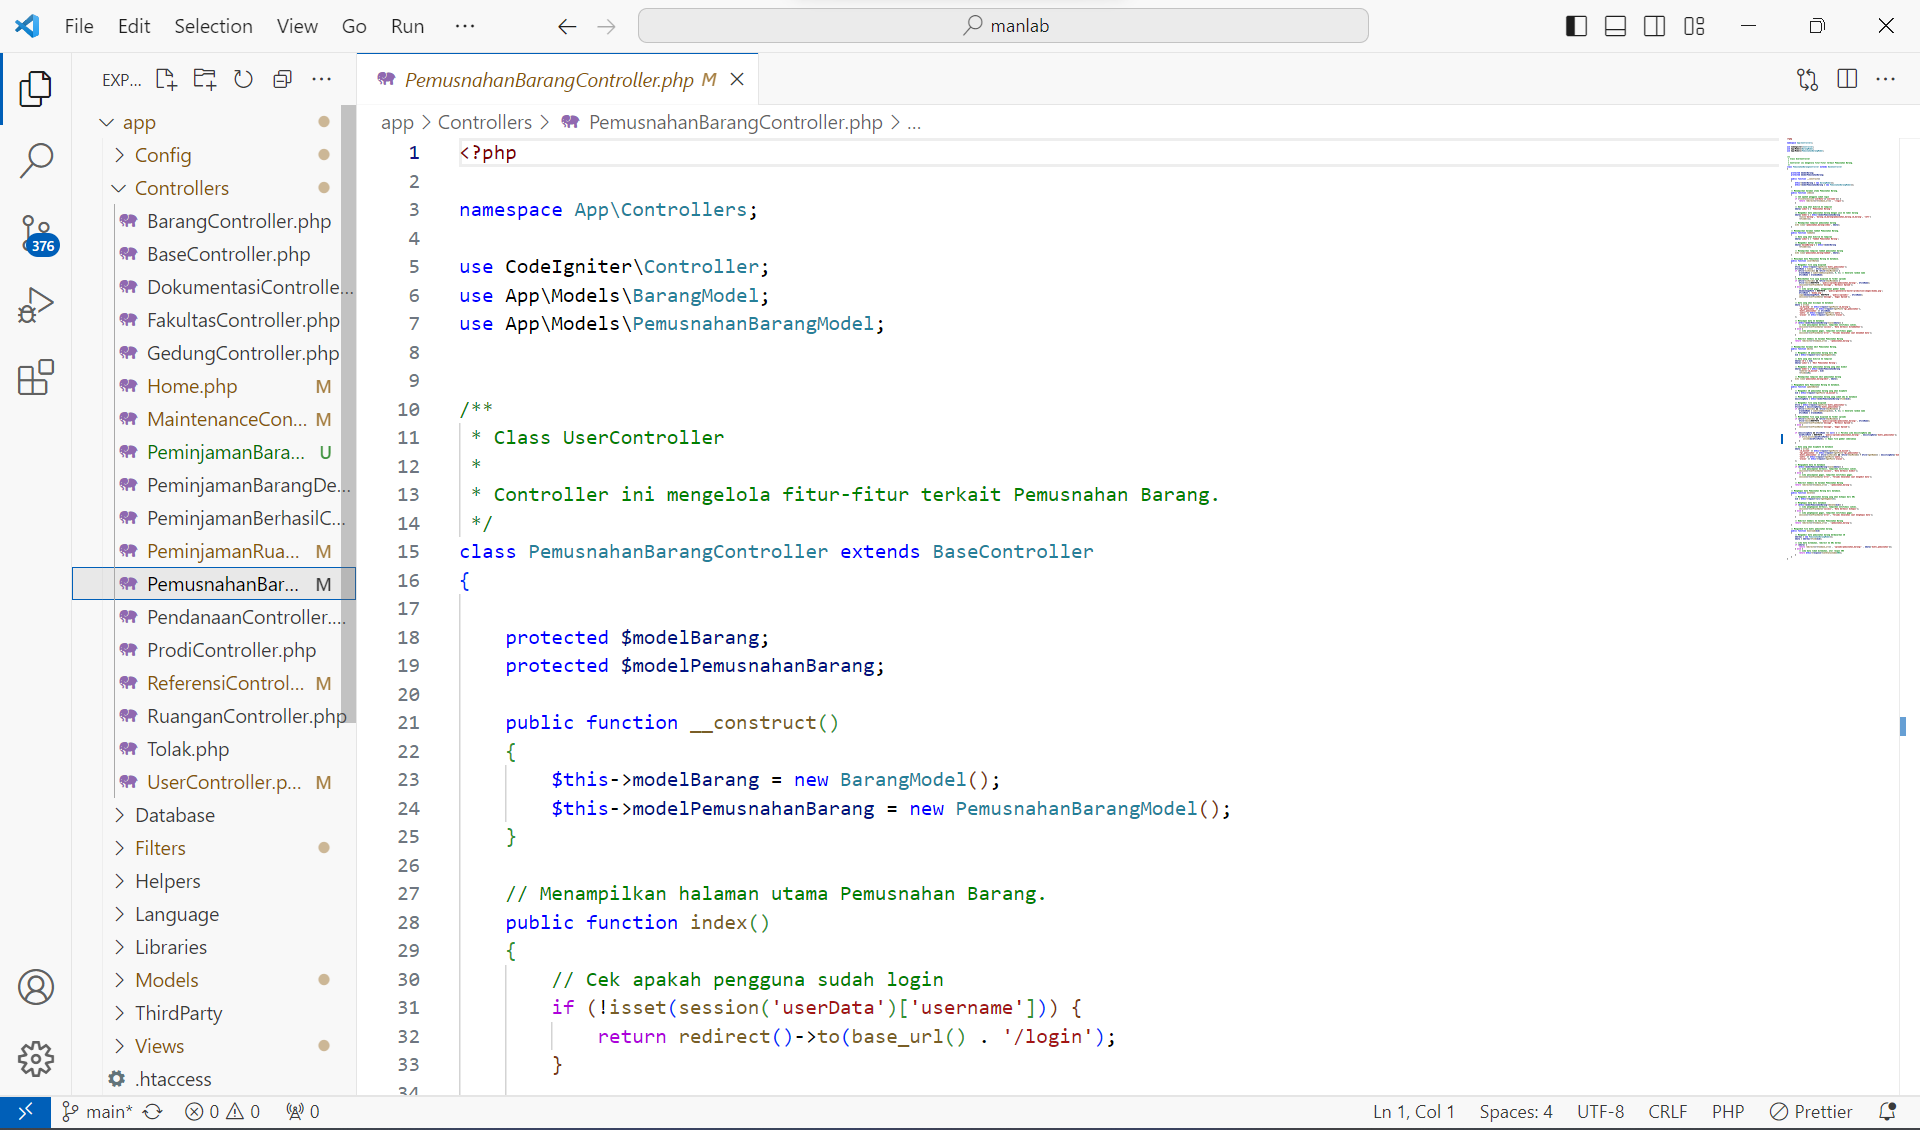 File Edit Selection View Go Run ···
manlab
EXP...
PemusnahanBarangController.php M
app > Controllers > PemusnahanBarangController.php > ...
app
Config
Controllers
BarangController.php
BaseController.php
DokumentasiControlle...
FakultasController.php
GedungController.php
Home.php M
MaintenanceCon... M
PeminjamanBara... U
PeminjamanBarangDe...
PeminjamanBerhasilC...
PeminjamanRua... M
PemusnahanBar... M
PendanaanController....
ProdiController.php
ReferensiControl... M
RuanganController.php
Tolak.php
UserController.p... M
Database
Filters
Helpers
Language
Libraries
Models
ThirdParty
Views
.htaccess
376
1 <?php
2
3 namespace App\Controllers;
4
5 use CodeIgniter\Controller;
6 use App\Models\BarangModel;
7 use App\Models\PemusnahanBarangModel;
8
9
10 /**
11 * Class UserController
12 *
13 * Controller ini mengelola fitur-fitur terkait Pemusnahan Barang.
14 */
15 class PemusnahanBarangController extends BaseController
16 {
17
18 protected $modelBarang;
19 protected $modelPemusnahanBarang;
20
21 public function __construct()
22 {
23 $this->modelBarang = new BarangModel();
24 $this->modelPemusnahanBarang = new PemusnahanBarangModel();
25 }
26
27 // Menampilkan halaman utama Pemusnahan Barang.
28 public function index()
29 {
30 // Cek apakah pengguna sudah login
31 if (!isset(session('userData')['username'])) {
32 return redirect()->to(base_url() . '/login');
33 }
34
main* 0 0 0
Ln 1, Col 1 Spaces: 4 UTF-8 CRLF PHP Prettier